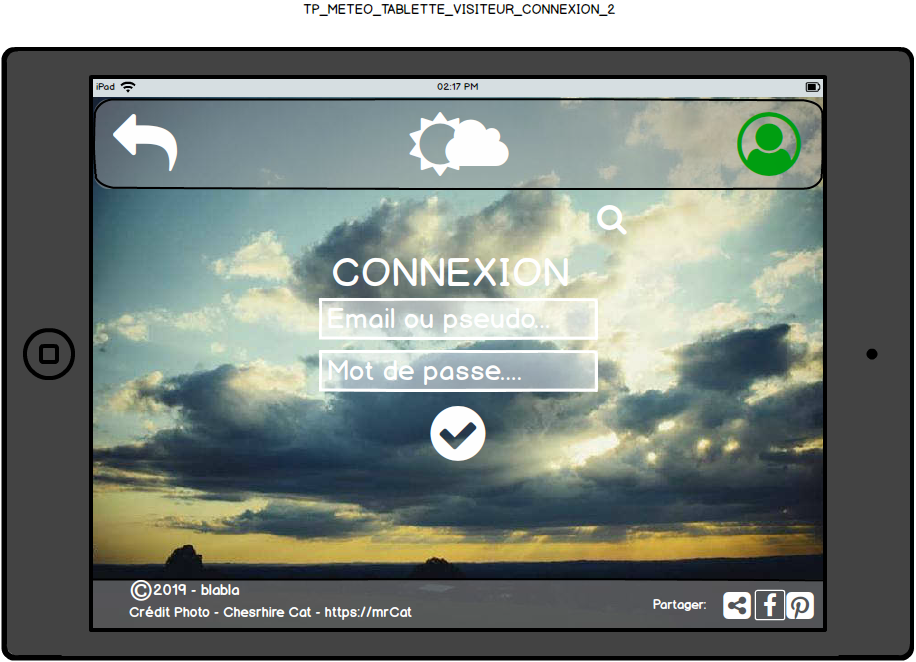 TP_METEO_TABLETTE_VISITEUR_CONNEXION_2
iPad 02:17 PM
CONNEXION
Email ou pseudo...
Mot de passe....
©2019 - blabla
Crédit Photo - Chesrhire Cat - https://mrCat
Partager: